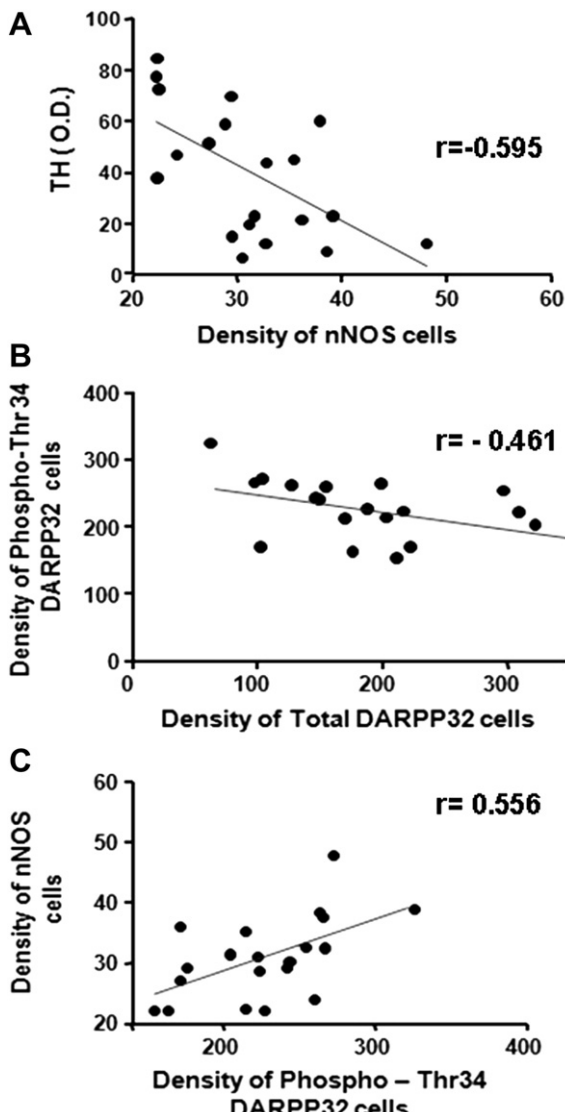 A
100
80
60
40
20
0
TH ( O.D.)
r=-0.595
20 30 40 50 60
Density of nNOS cells
B
400
300
200
100
0
Density of Phospho-Thr 34
DARPP32 cells
r= - 0.461
0 100 200 300
Density of Total DARPP32 cells
C
60
50
40
30
20
Density of nNOS
cells
r= 0.556
200 300 400
Density of Phospho – Thr34
DARPP32 cells